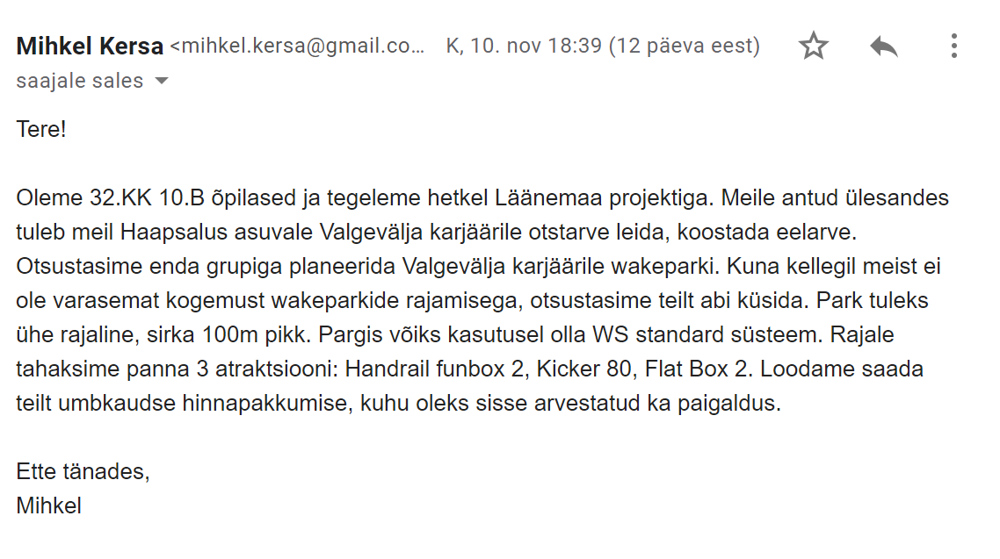 Mihkel Kersa <mihkel.kersa@gmail.co... K, 10. nov 18:39 (12 päeva eest)
saajale sales
Tere!
Oleme 32.KK 10.B õpilased ja tegeleme hetkel Läänemaa projektiga. Meile antud ülesandes
tuleb meil Haapsalus asuvale Valgevälja karjäärile otstarve leida, koostada eelarve.
Otsustasime enda grupiga planeerida Valgevälja karjäärile wakeparki. Kuna kellegil meist ei
ole varasemat kogemust wakeparkide rajamisega, otsustasime teilt abi küsida. Park tuleks
ühe rajaline, sirka 100m pikk. Pargis võiks kasutusel olla WS standard süsteem. Rajale
tahaksime panna 3 atraktsiooni: Handrail funbox 2, Kicker 80, Flat Box 2. Loodame saada
teilt umbkaudse hinnapakkumise, kuhu oleks sisse arvestatud ka paigaldus.
Ette tänades,
Mihkel